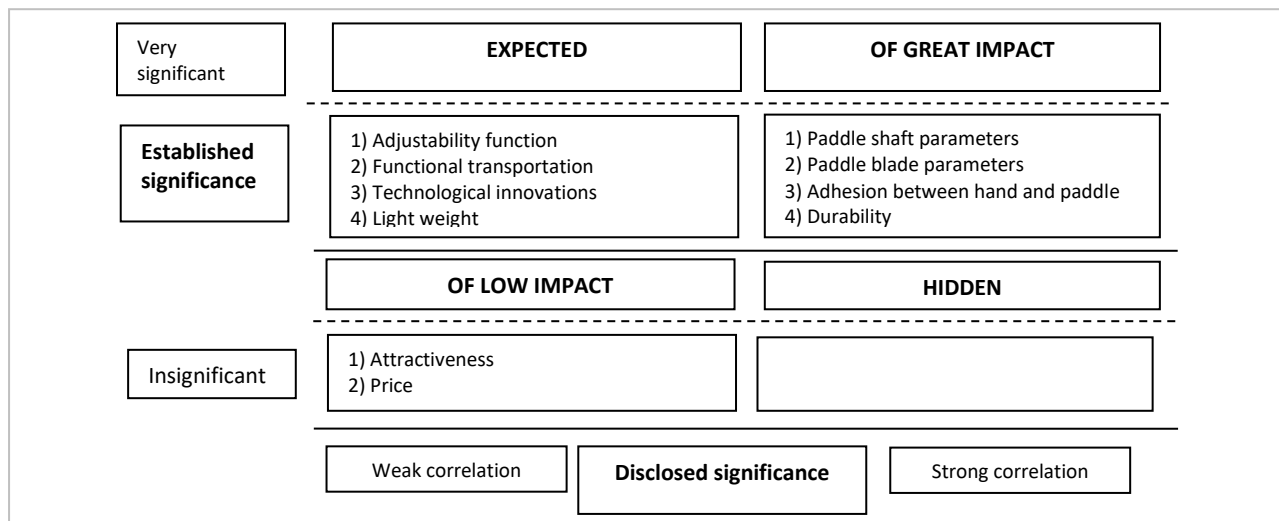 Very
significant
EXPECTED
OF GREAT IMPACT
Established
significance
1) Adjustability function
2) Functional transportation
3) Technological innovations
4) Light weight
1) Paddle shaft parameters
2) Paddle blade parameters
3) Adhesion between hand and paddle
4) Durability
OF LOW IMPACT
HIDDEN
Insignificant
1) Attractiveness
2) Price
Weak correlation
Disclosed significance
Strong correlation